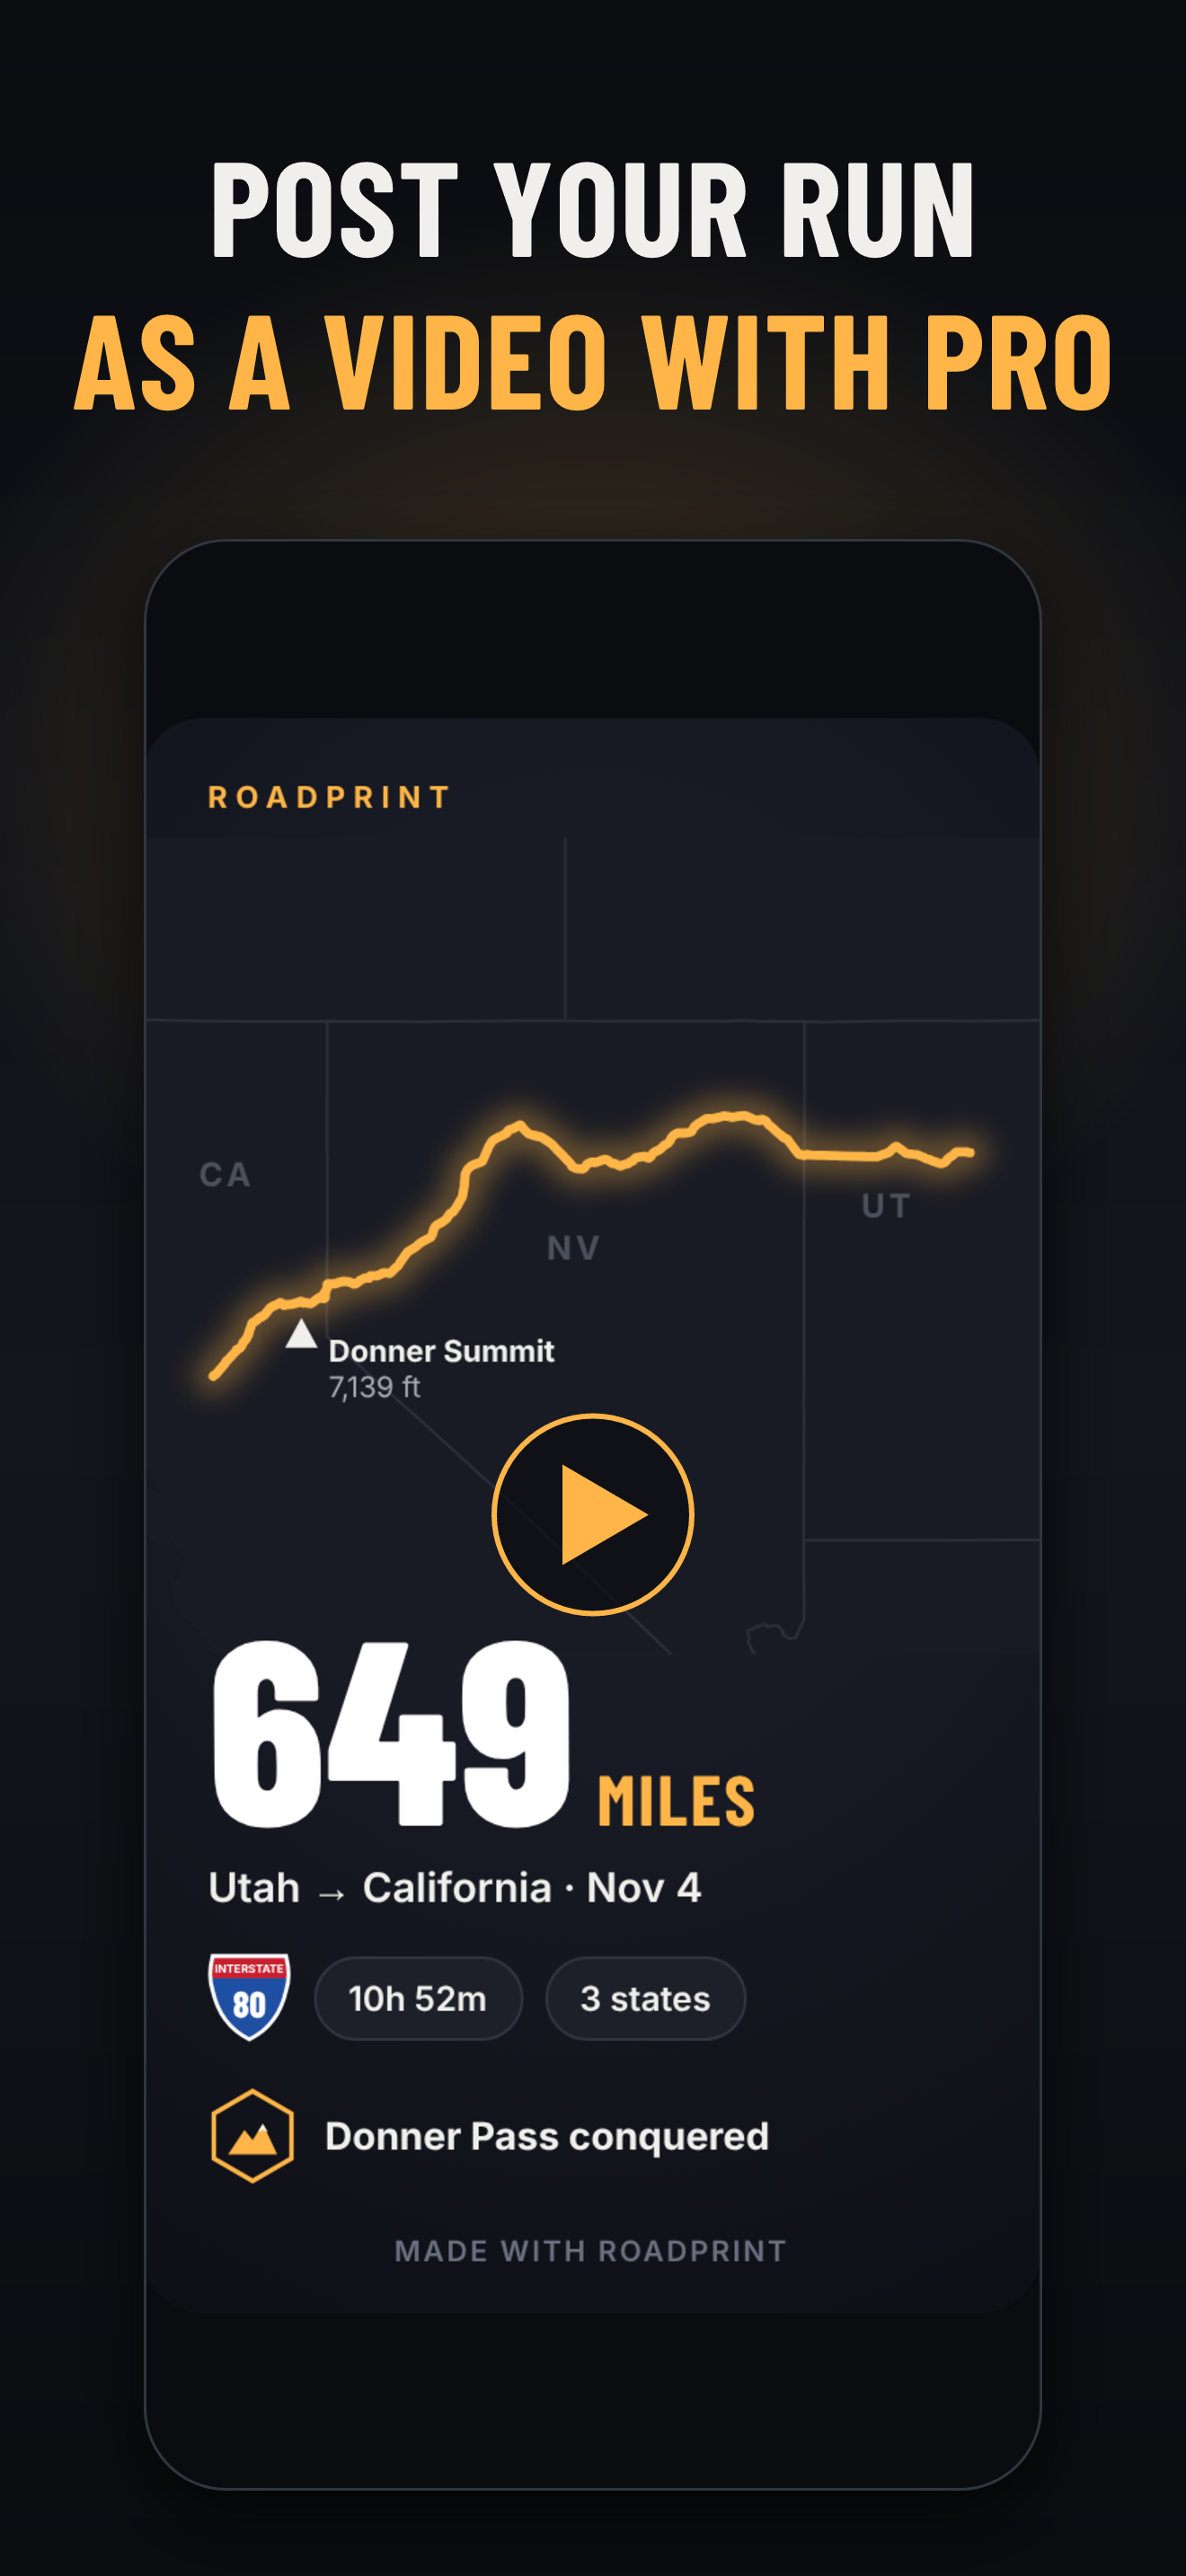 POST YOUR RUN
AS A VIDEO WITH PRO
ROADPRINT
CA
UT
NV
Donner Summit
7,139 ft
649 MILES
Utah → California · Nov 4
INTERSTATE
80
10h 52m
3 states
Donner Pass conquered
MADE WITH ROADPRINT